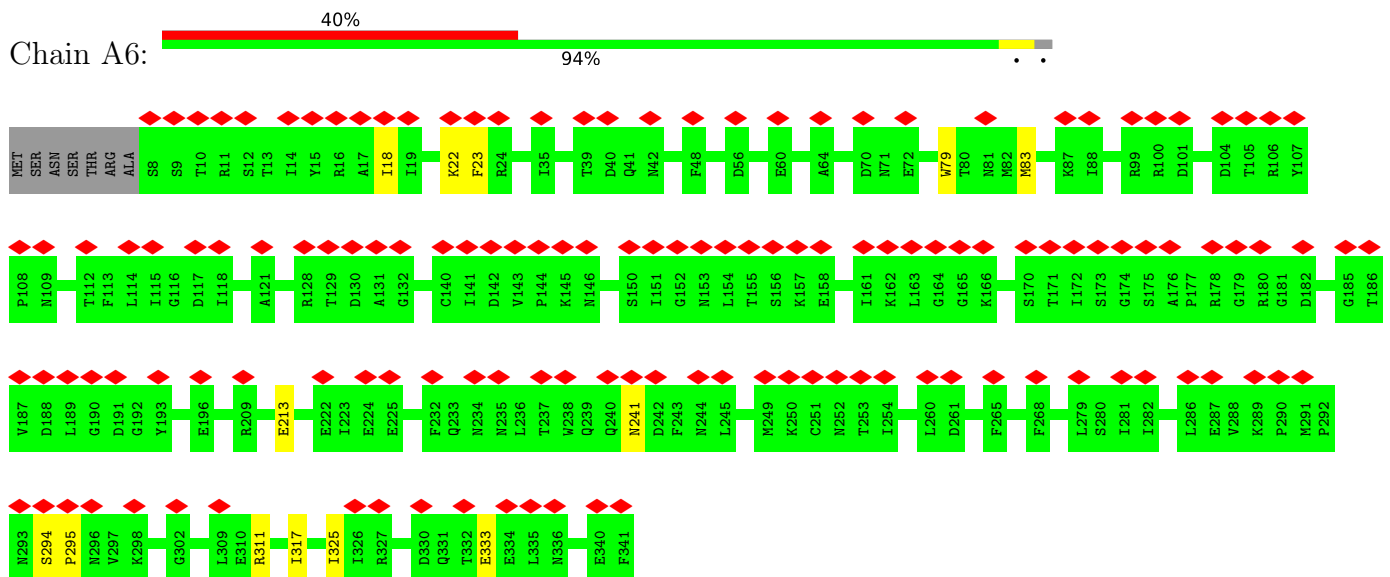 40%
Chain A6:
94%
• •
MET SER ASN SER THR ARG ALA S8 S9 T10 R11 S12 T13 I14 Y15 R16 A17 I18 I19 K22 F23 R24 I35 T39 D40 Q41 N42 F48 D56 E60 A64 D70 N71 E72 W79 T80 N81 M82 M83 K87 I88 R99 R100 D101 D104 T105 R106 Y107
P108 N109 T112 F113 L114 I115 G116 D117 I118 A121 R128 T129 D130 A131 G132 C140 I141 D142 V143 P144 K145 N146 S150 I151 G152 N153 L154 T155 S156 K157 E158 I161 K162 L163 G164 G165 K166 S170 T171 I172 S173 G174 S175 A176 P177 R178 G179 R180 G181 D182 G185 T186
V187 D188 L189 G190 D191 G192 Y193 E196 R209 E213 E222 I223 E224 E225 F232 Q233 N234 N235 L236 T237 W238 Q239 Q240 N241 D242 F243 N244 L245 M249 K250 C251 N252 T253 I254 L260 D261 F265 F268 L279 S280 I281 I282 L286 E287 V288 K289 P290 M291 P292
N293 S294 P295 N296 V297 K298 G302 L309 E310 R311 I317 I325 I326 R327 D330 Q331 T332 E333 E334 L335 N336 E340 F341